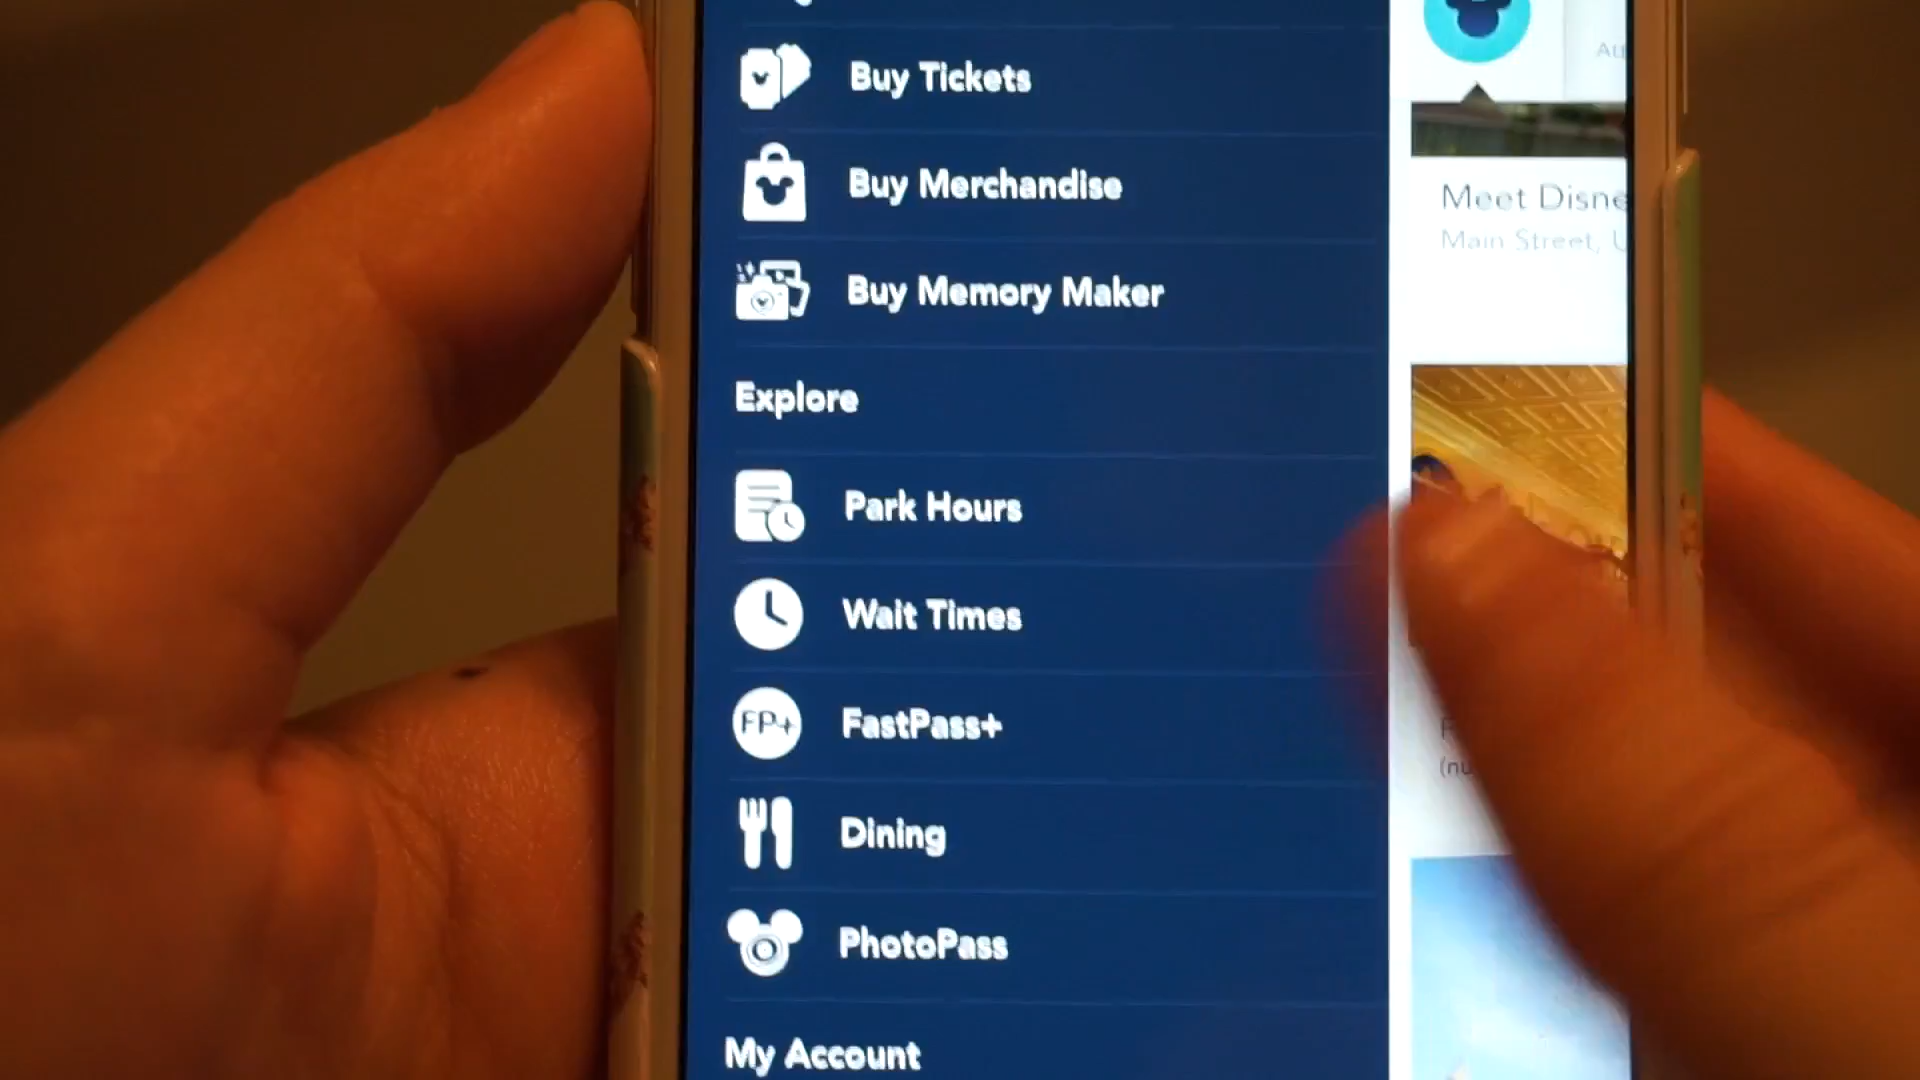 Buy Tickets
Buy Merchandise
Buy Memory Maker
Explore
Park Hours
Wait Times
FP+ FastPass+
Dining
PhotoPass
My Account
Meet Disne
Main Street, U
(nu